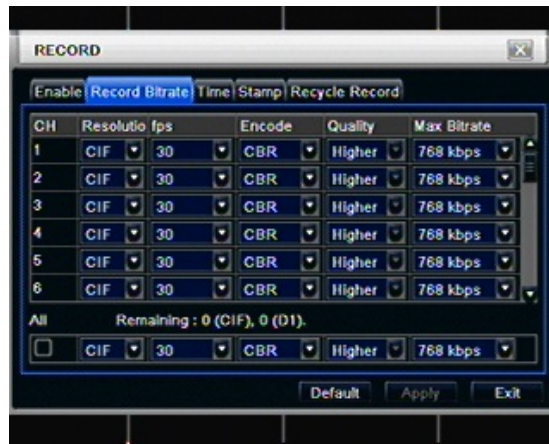 RECORD
Enable Record Bitrate Time Stamp Recycle Record
CH Resolutio fps Encode Quality Max Bitrate
1 CIF 30 CBR Higher 768 kbps
2 CIF 30 CBR Higher 768 kbps
3 CIF 30 CBR Higher 768 kbps
4 CIF 30 CBR Higher 768 kbps
5 CIF 30 CBR Higher 768 kbps
6 CIF 30 CBR Higher 768 kbps
All Remaining : 0 (CIF), 0 (D1).
CIF 30 CBR Higher 768 kbps
Default Apply Exit